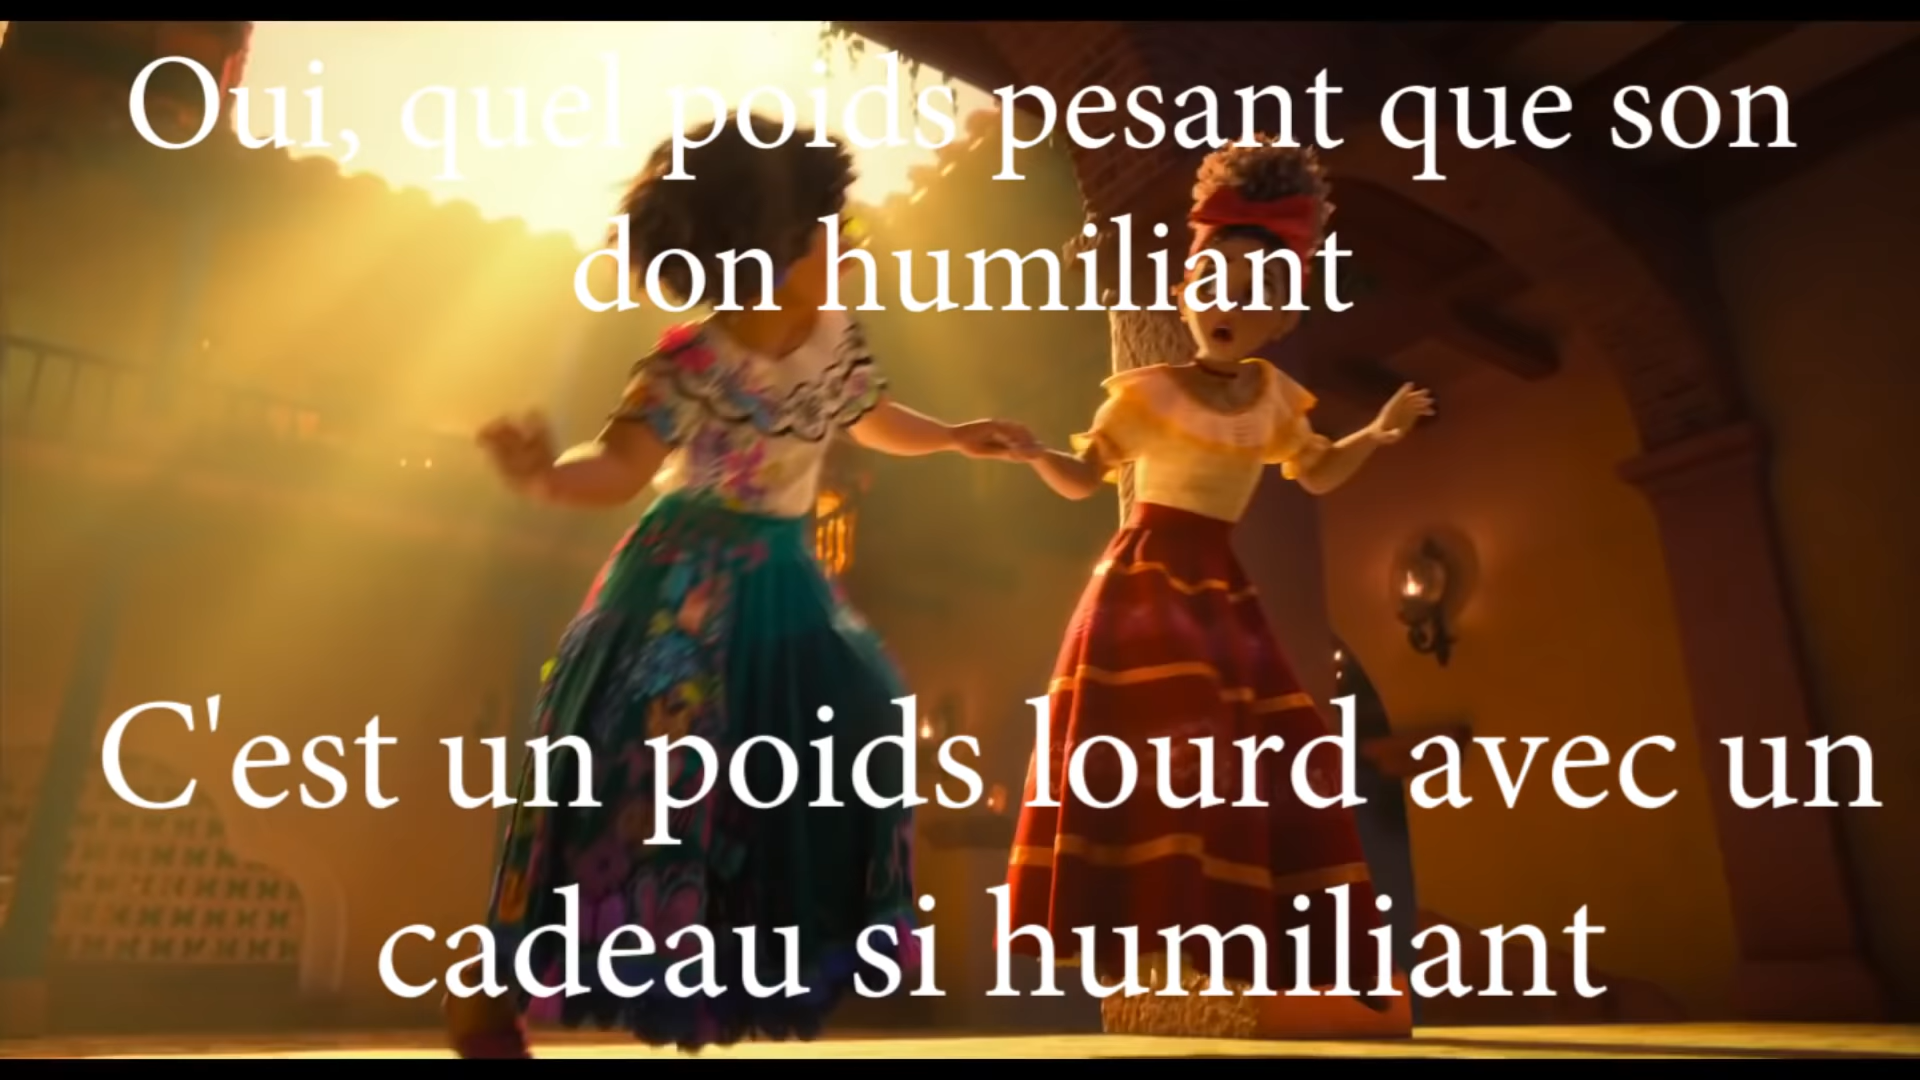 Oui, quel poids pesant que son
don humiliant
C'est un poids lourd avec un
cadeau si humiliant